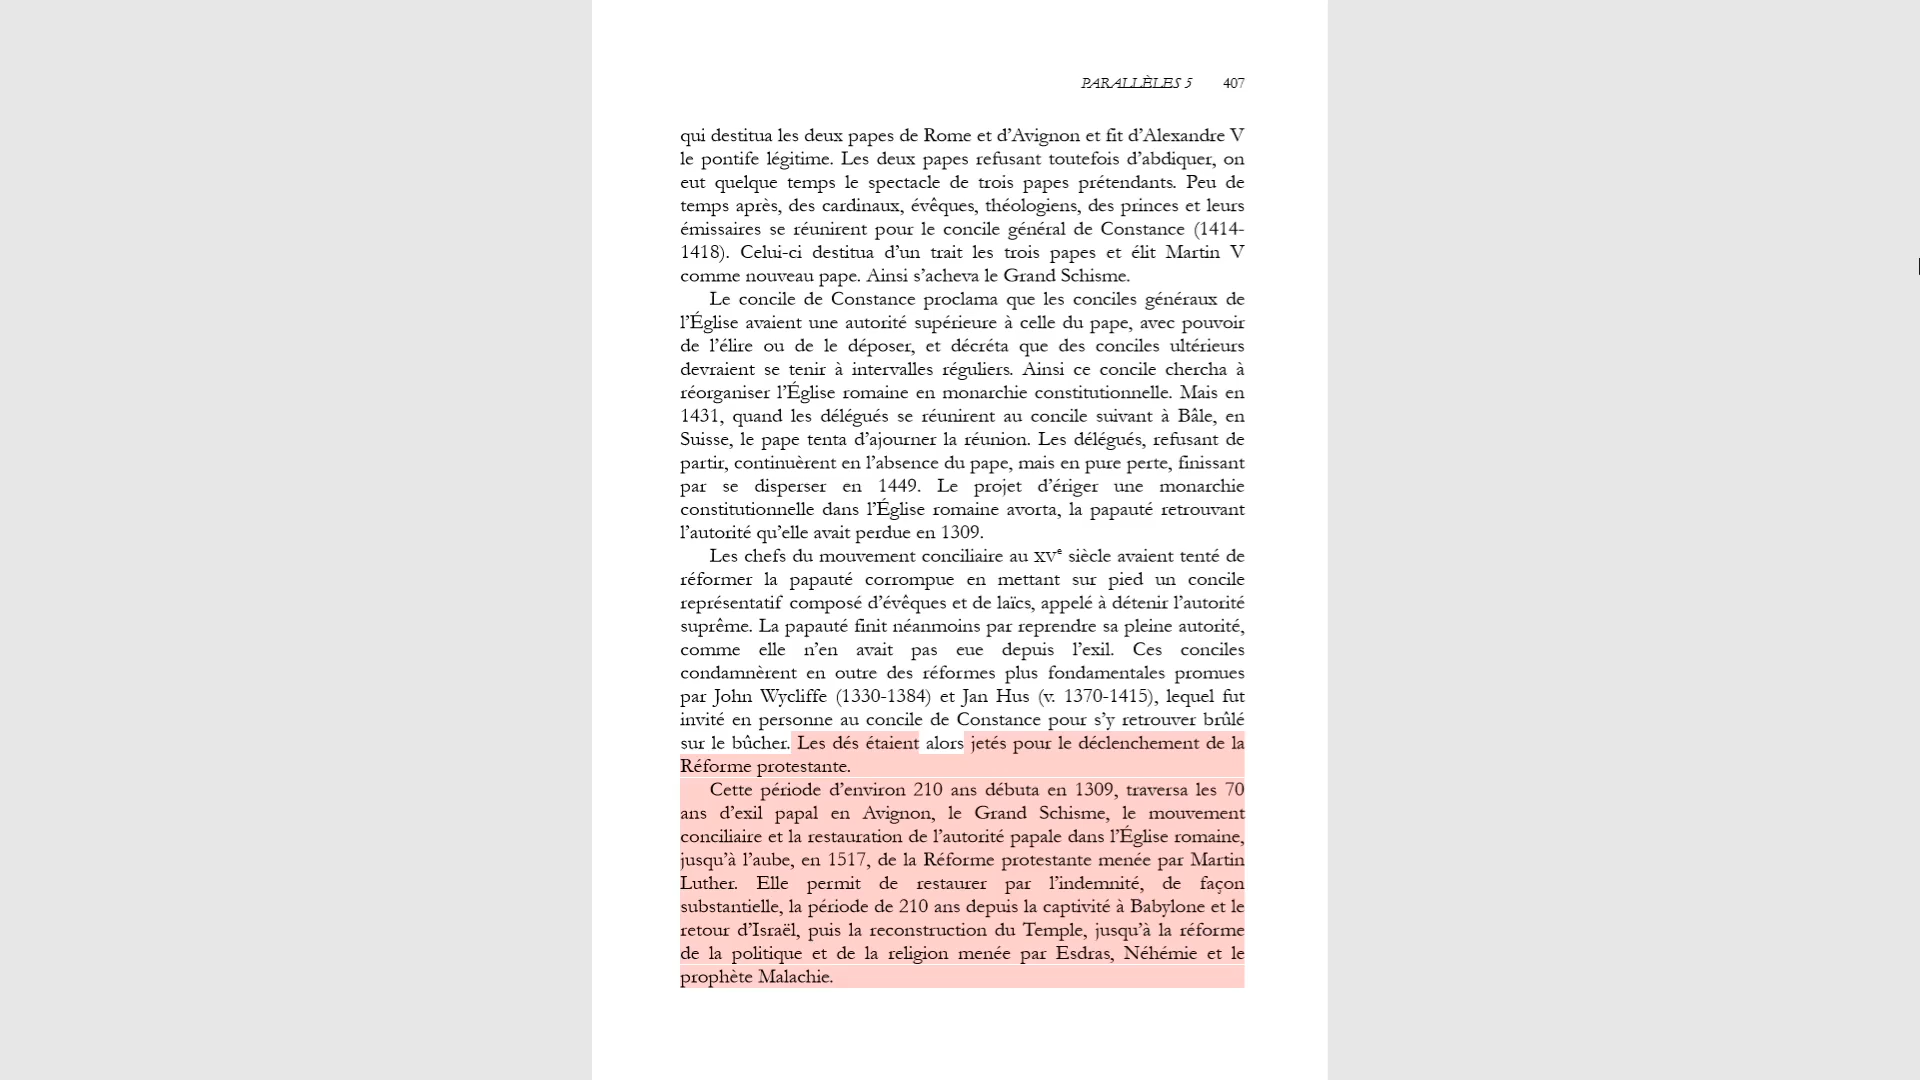 PARALLÈLES 5 407
qui destitua les deux papes de Rome et d’Avignon et fit d’Alexandre V
le pontife légitime. Les deux papes refusant toutefois d’abdiquer, on
eut quelque temps le spectacle de trois papes prétendants. Peu de
temps après, des cardinaux, évêques, théologiens, des princes et leurs
émissaires se réunirent pour le concile général de Constance (1414-
1418). Celui-ci destitua d’un trait les trois papes et élit Martin V
comme nouveau pape. Ainsi s’acheva le Grand Schisme.
Le concile de Constance proclama que les conciles généraux de
l’Église avaient une autorité supérieure à celle du pape, avec pouvoir
de l’élire ou de le déposer, et décréta que des conciles ultérieurs
devraient se tenir à intervalles réguliers. Ainsi ce concile chercha à
réorganiser l’Église romaine en monarchie constitutionnelle. Mais en
1431, quand les délégués se réunirent au concile suivant à Bâle, en
Suisse, le pape tenta d’ajourner la réunion. Les délégués, refusant de
partir, continuèrent en l’absence du pape, mais en pure perte, finissant
par se disperser en 1449. Le projet d’ériger une monarchie
constitutionnelle dans l’Église romaine avorta, la papauté retrouvant
l’autorité qu’elle avait perdue en 1309.
Les chefs du mouvement conciliaire au XVᵉ siècle avaient tenté de
réformer la papauté corrompue en mettant sur pied un concile
représentatif composé d’évêques et de laïcs, appelé à détenir l’autorité
suprême. La papauté finit néanmoins par reprendre sa pleine autorité,
comme elle n’en avait pas eue depuis l’exil. Ces conciles
condamnèrent en outre des réformes plus fondamentales promues
par John Wycliffe (1330-1384) et Jan Hus (v. 1370-1415), lequel fut
invité en personne au concile de Constance pour s’y retrouver brûlé
sur le bûcher. Les dés étaient alors jetés pour le déclenchement de la
Réforme protestante.
Cette période d’environ 210 ans débuta en 1309, traversa les 70
ans d’exil papal en Avignon, le Grand Schisme, le mouvement
conciliaire et la restauration de l’autorité papale dans l’Église romaine,
jusqu’à l’aube, en 1517, de la Réforme protestante menée par Martin
Luther. Elle permit de restaurer par l’indemnité, de façon
substantielle, la période de 210 ans depuis la captivité à Babylone et le
retour d’Israël, puis la reconstruction du Temple, jusqu’à la réforme
de la politique et de la religion menée par Esdras, Néhémie et le
prophète Malachie.